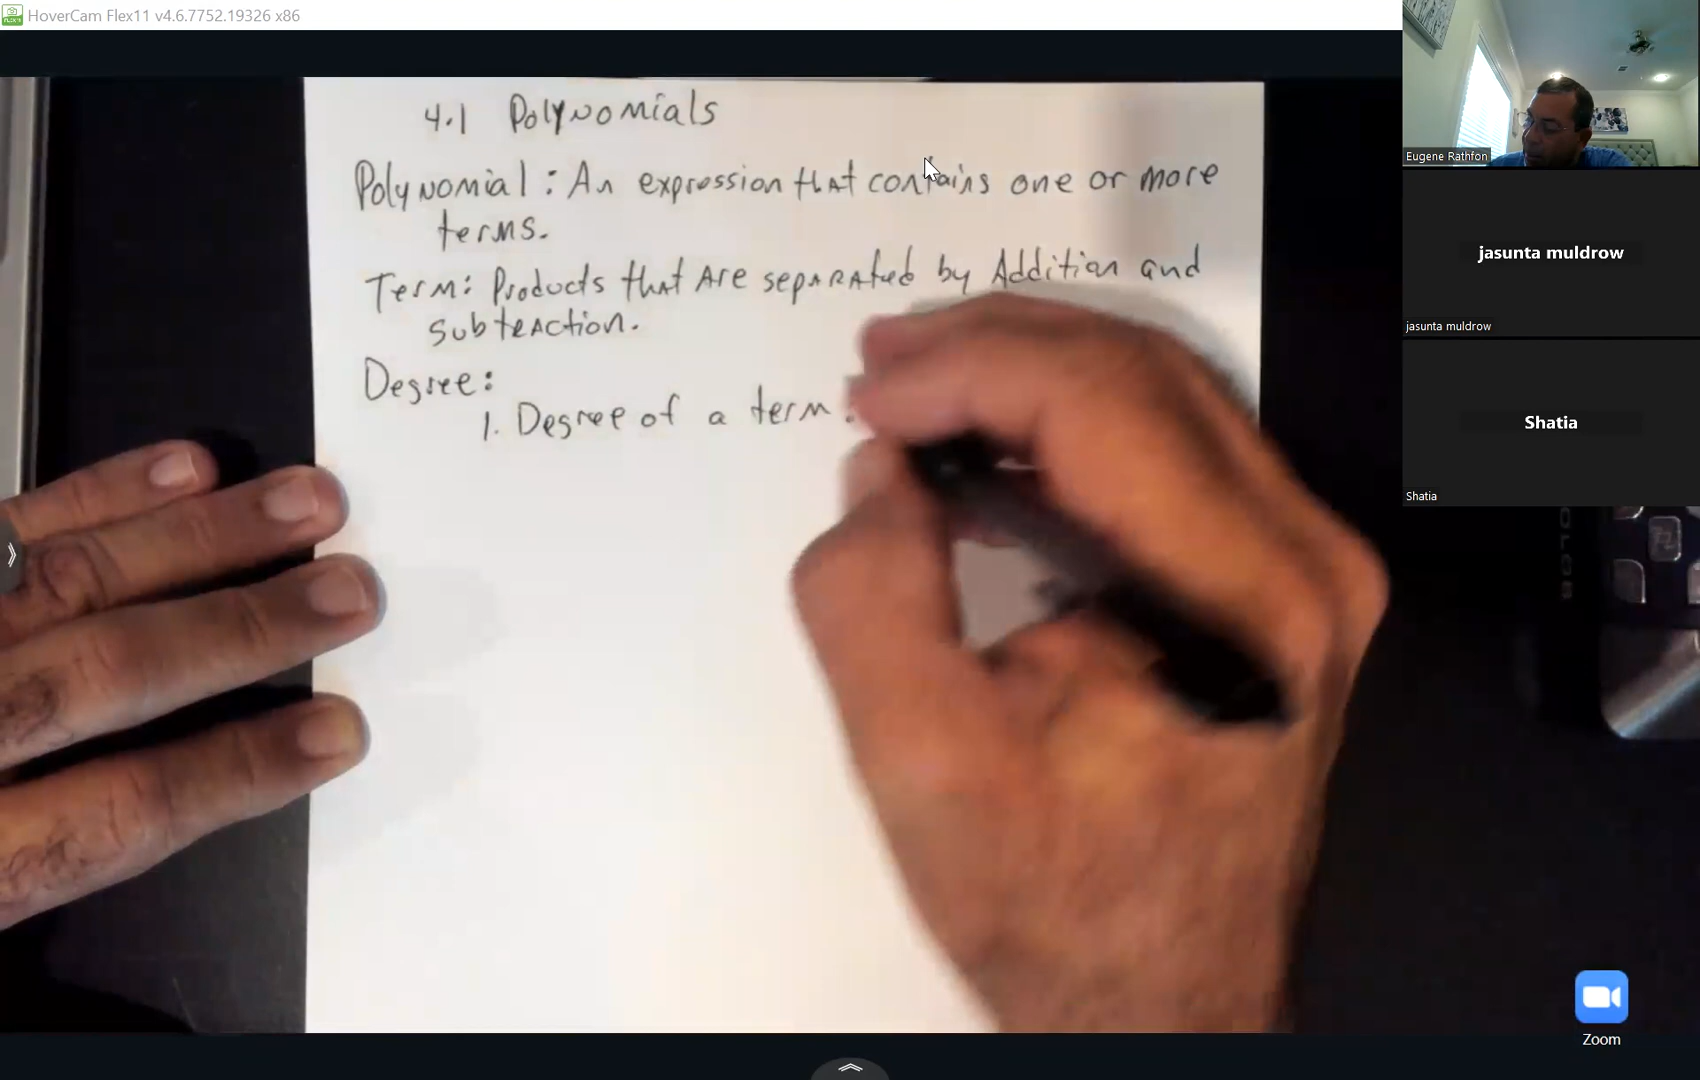 HoverCam Flex11 v4.6.7752.19326 x86
4.1 Polynomials
Polynomial: An expression that contains one or more
terms.
Term: Products that Are separated by Addition and
subtraction.
Degree:
1. Degree of a term:
Eugene Rathfon
jasunta muldrow
jasunta muldrow
Shatia
Shatia
Zoom